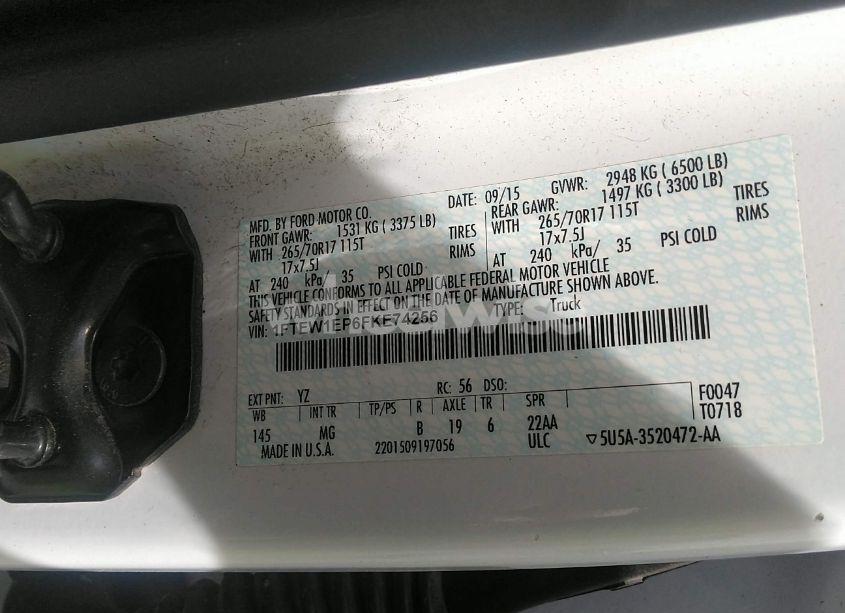 MFD. BY FORD MOTOR CO.
DATE: 09/15 GVWR: 2948 KG ( 6500 LB)
FRONT GAWR: 1531 KG ( 3375 LB)
REAR GAWR: 1497 KG ( 3300 LB)
WITH 265/70R17 115T TIRES
WITH 265/70R17 115T TIRES
17x7.5J RIMS
17x7.5J RIMS
AT 240 kPa/ 35 PSI COLD
AT 240 kPa/ 35 PSI COLD
THIS VEHICLE CONFORMS TO ALL APPLICABLE FEDERAL MOTOR VEHICLE
SAFETY STANDARDS IN EFFECT ON THE DATE OF MANUFACTURE SHOWN ABOVE.
VIN: 1FTEW1EP6FKE74256 TYPE: Truck
EXT PNT: YZ RC: 56 DSO:
WB INT TR TP/PS R AXLE TR SPR F0047
145 MG B 19 6 22AA T0718
MADE IN U.S.A. 2201509197056 ULC ▽5U5A-3520472-AA